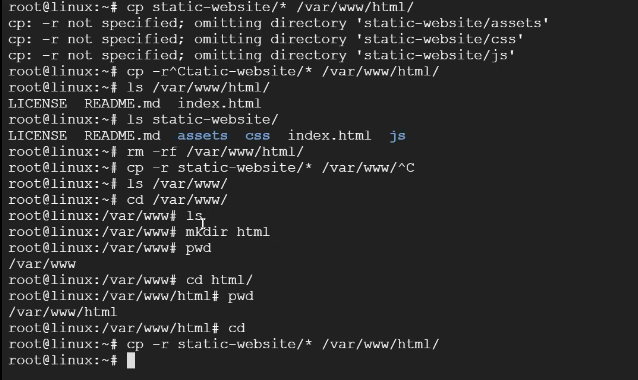 root@linux:~# cp static-website/* /var/www/html/
cp: -r not specified; omitting directory 'static-website/assets'
cp: -r not specified; omitting directory 'static-website/css'
cp: -r not specified; omitting directory 'static-website/js'
root@linux:~# cp -r^Ctatic-website/* /var/www/html/
root@linux:~# ls /var/www/html/
LICENSE  README.md  index.html
root@linux:~# ls static-website/
LICENSE  README.md  assets  css  index.html  js
root@linux:~# rm -rf /var/www/html/
root@linux:~# cp -r static-website/* /var/www/^C
root@linux:~# ls /var/www/
root@linux:~# cd /var/www/
root@linux:/var/www# ls
root@linux:/var/www# mkdir html
root@linux:/var/www# pwd
/var/www
root@linux:/var/www# cd html/
root@linux:/var/www/html# pwd
/var/www/html
root@linux:/var/www/html# cd
root@linux:~# cp -r static-website/* /var/www/html/
root@linux:~#